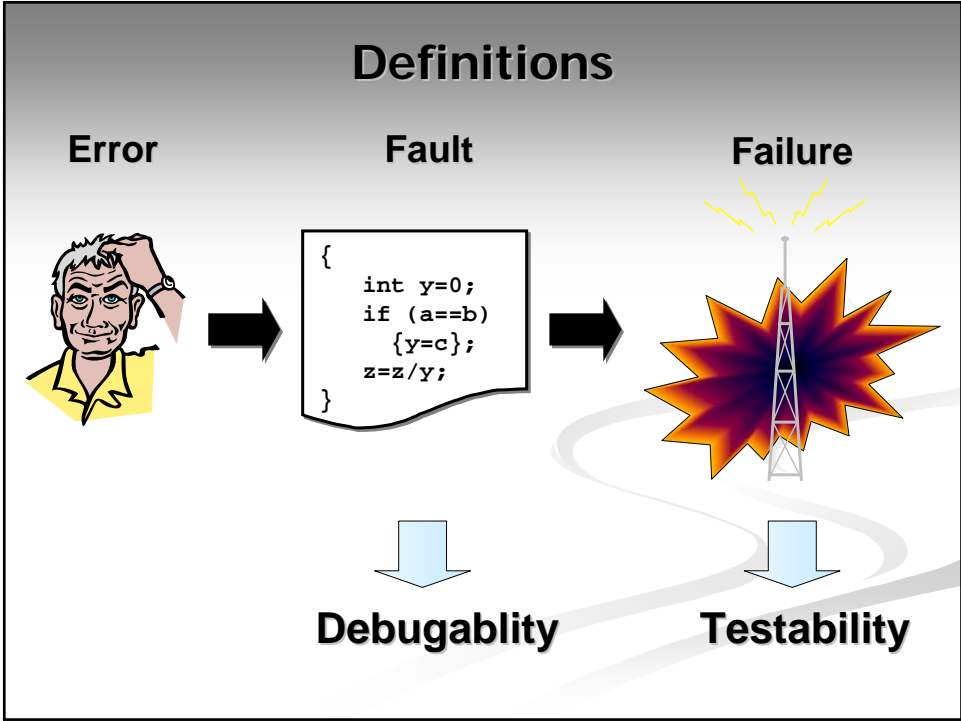 Definitions
Error Fault Failure
{
int y=0;
if (a==b)
{y=c};
z=z/y;
}
Debugablity Testability